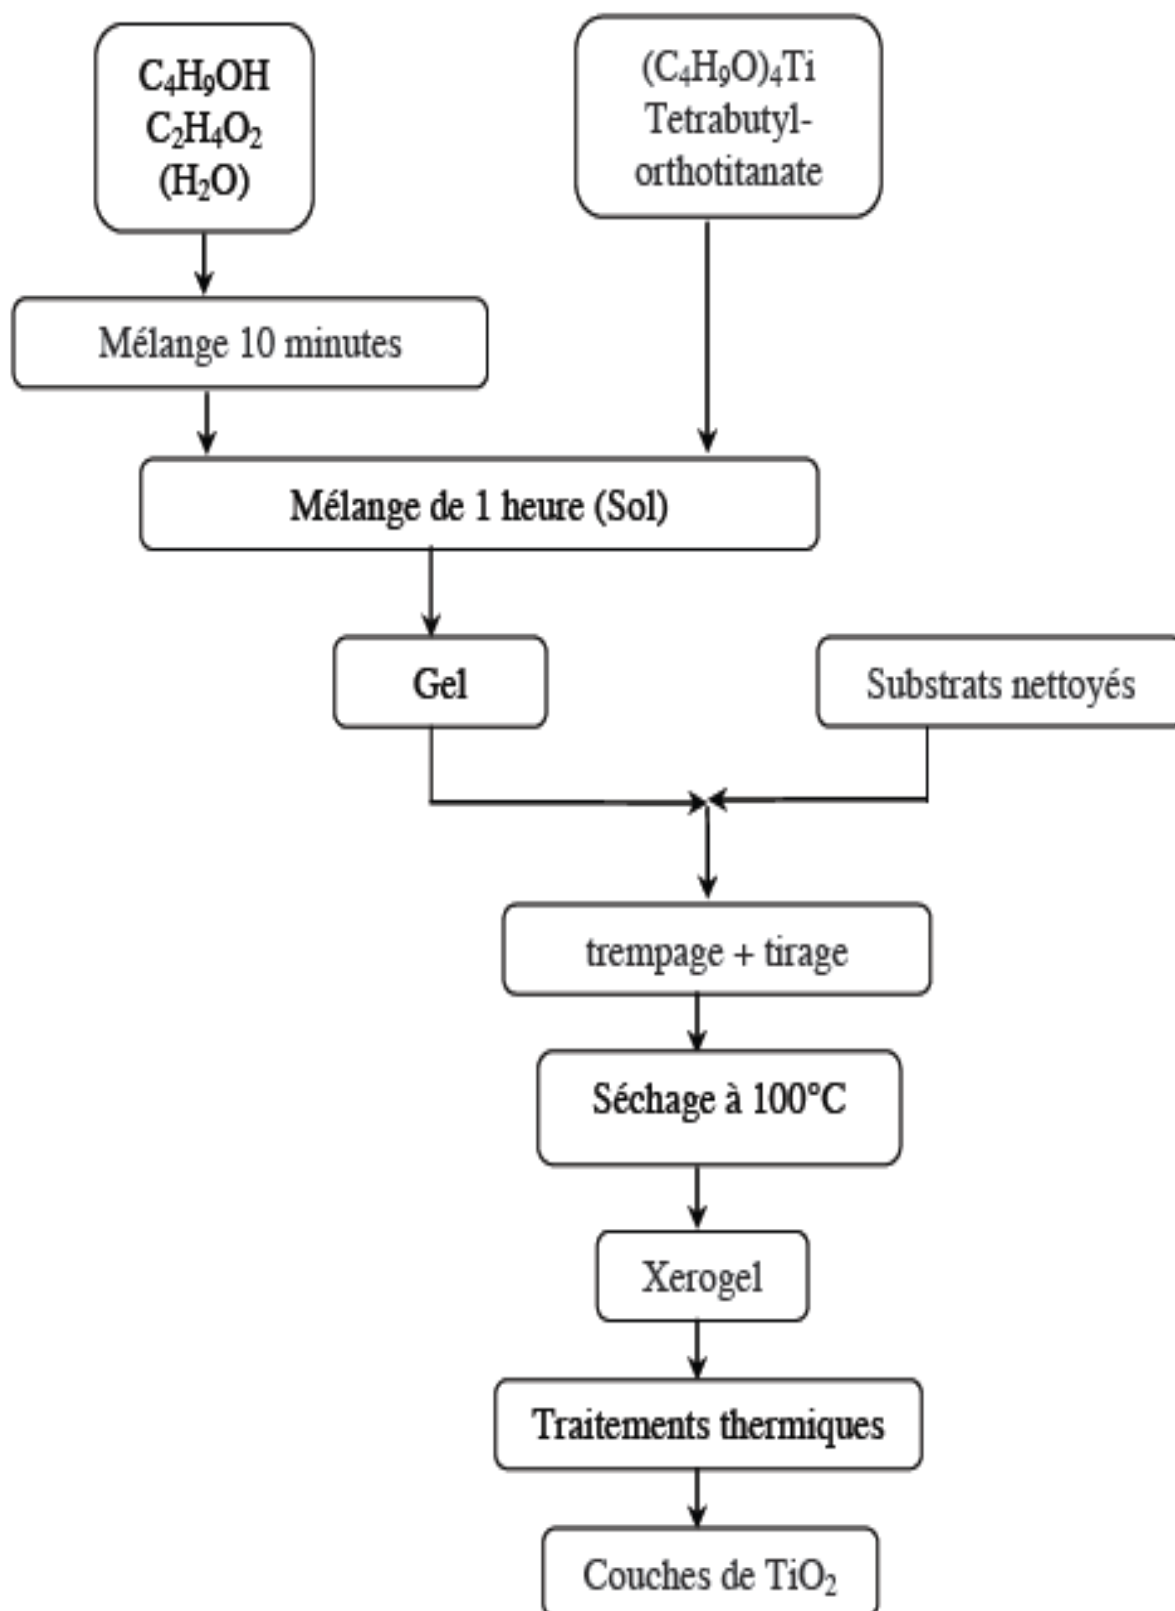 C₄H₉OH
C₂H₄O₂
(H₂O)
(C₄H₉O)₄Ti
Tetrabutyl-
orthotitanate
Mélange 10 minutes
Mélange de 1 heure (Sol)
Gel
Substrats nettoyés
trempage + tirage
Séchage à 100°C
Xerogel
Traitements thermiques
Couches de TiO₂